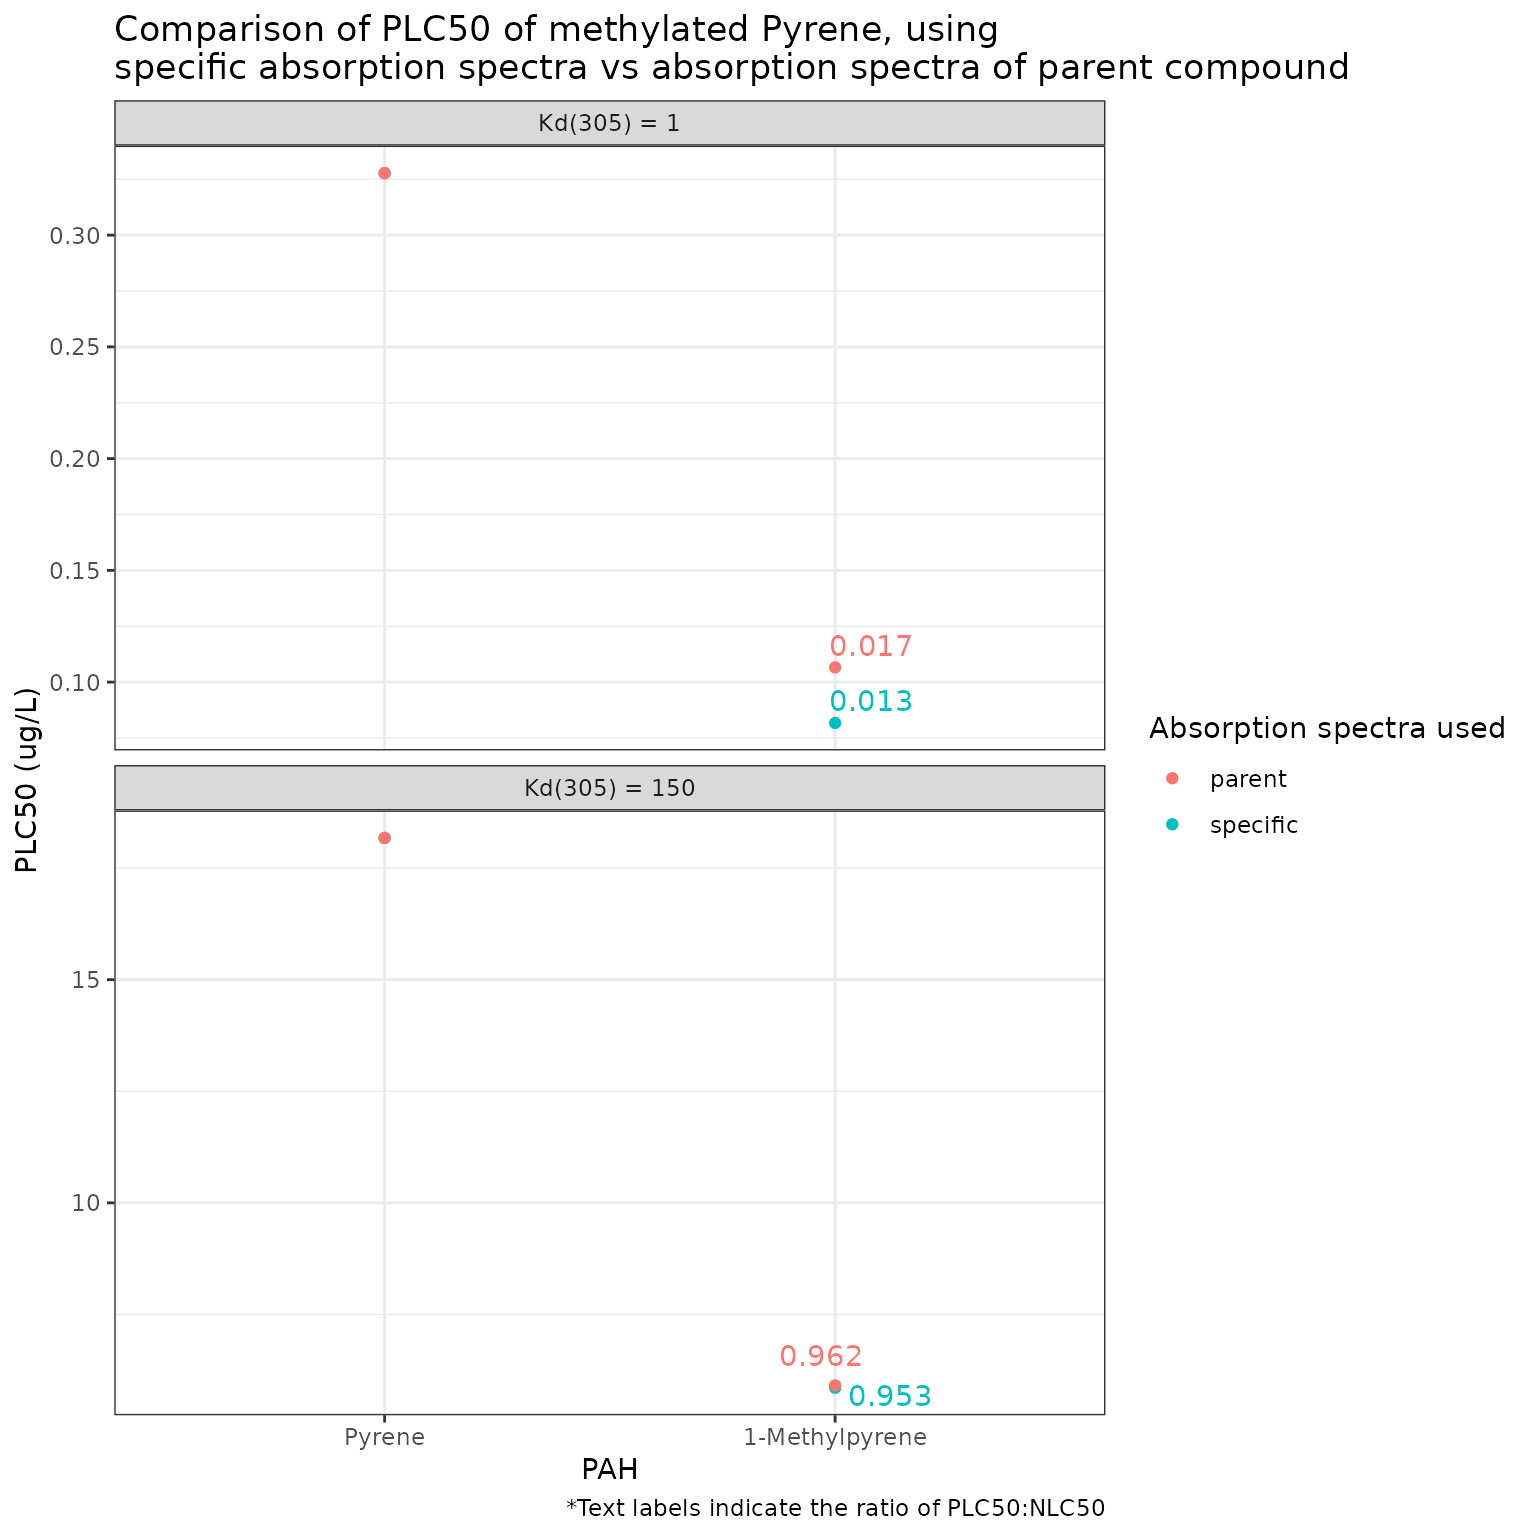 Comparison of PLC50 of methylated Pyrene, using
specific absorption spectra vs absorption spectra of parent compound
Kd(305) = 1
0.30
0.25
0.20
0.15
0.10
0.017
0.013
PLC50 (ug/L)
Kd(305) = 150
15
10
0.962
0.953
Pyrene
1-Methylpyrene
PAH
*Text labels indicate the ratio of PLC50:NLC50
Absorption spectra used
parent
specific